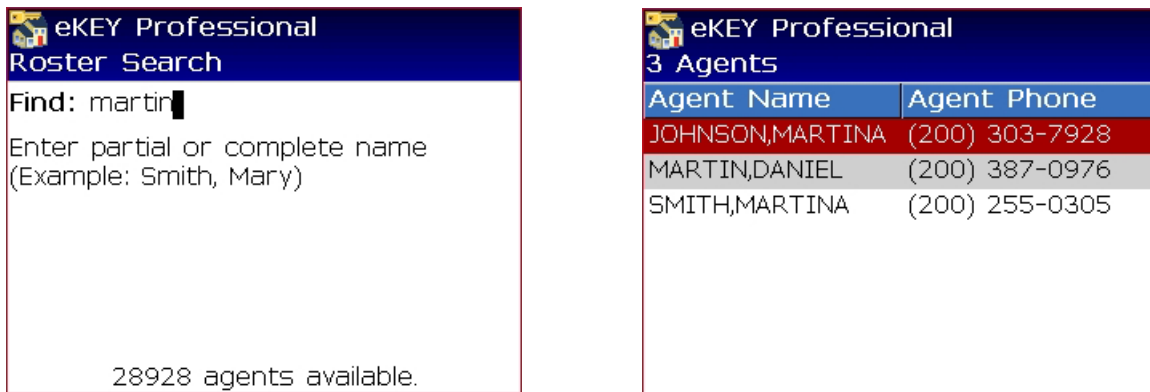 eKEY Professional
Roster Search
Find: martin
Enter partial or complete name
(Example: Smith, Mary)
28928 agents available.
eKEY Professional
3 Agents
Agent Name Agent Phone
JOHNSON,MARTINA (200) 303-7928
MARTIN,DANIEL (200) 387-0976
SMITH,MARTINA (200) 255-0305